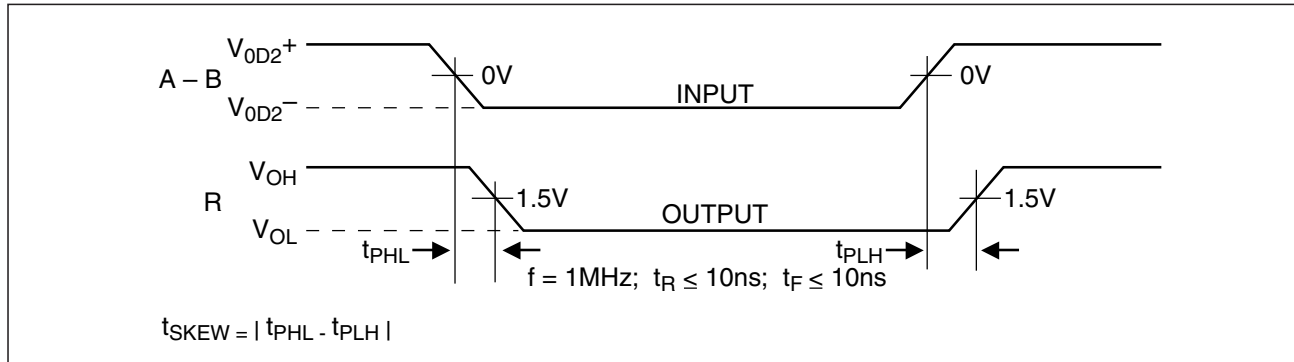 V0D2+
A – B
0V
0V
INPUT
V0D2–
VOH
R
1.5V
1.5V
OUTPUT
VOL
tPHL
tPLH
f = 1MHz; tR ≤ 10ns; tF ≤ 10ns
tSKEW = | tPHL - tPLH |